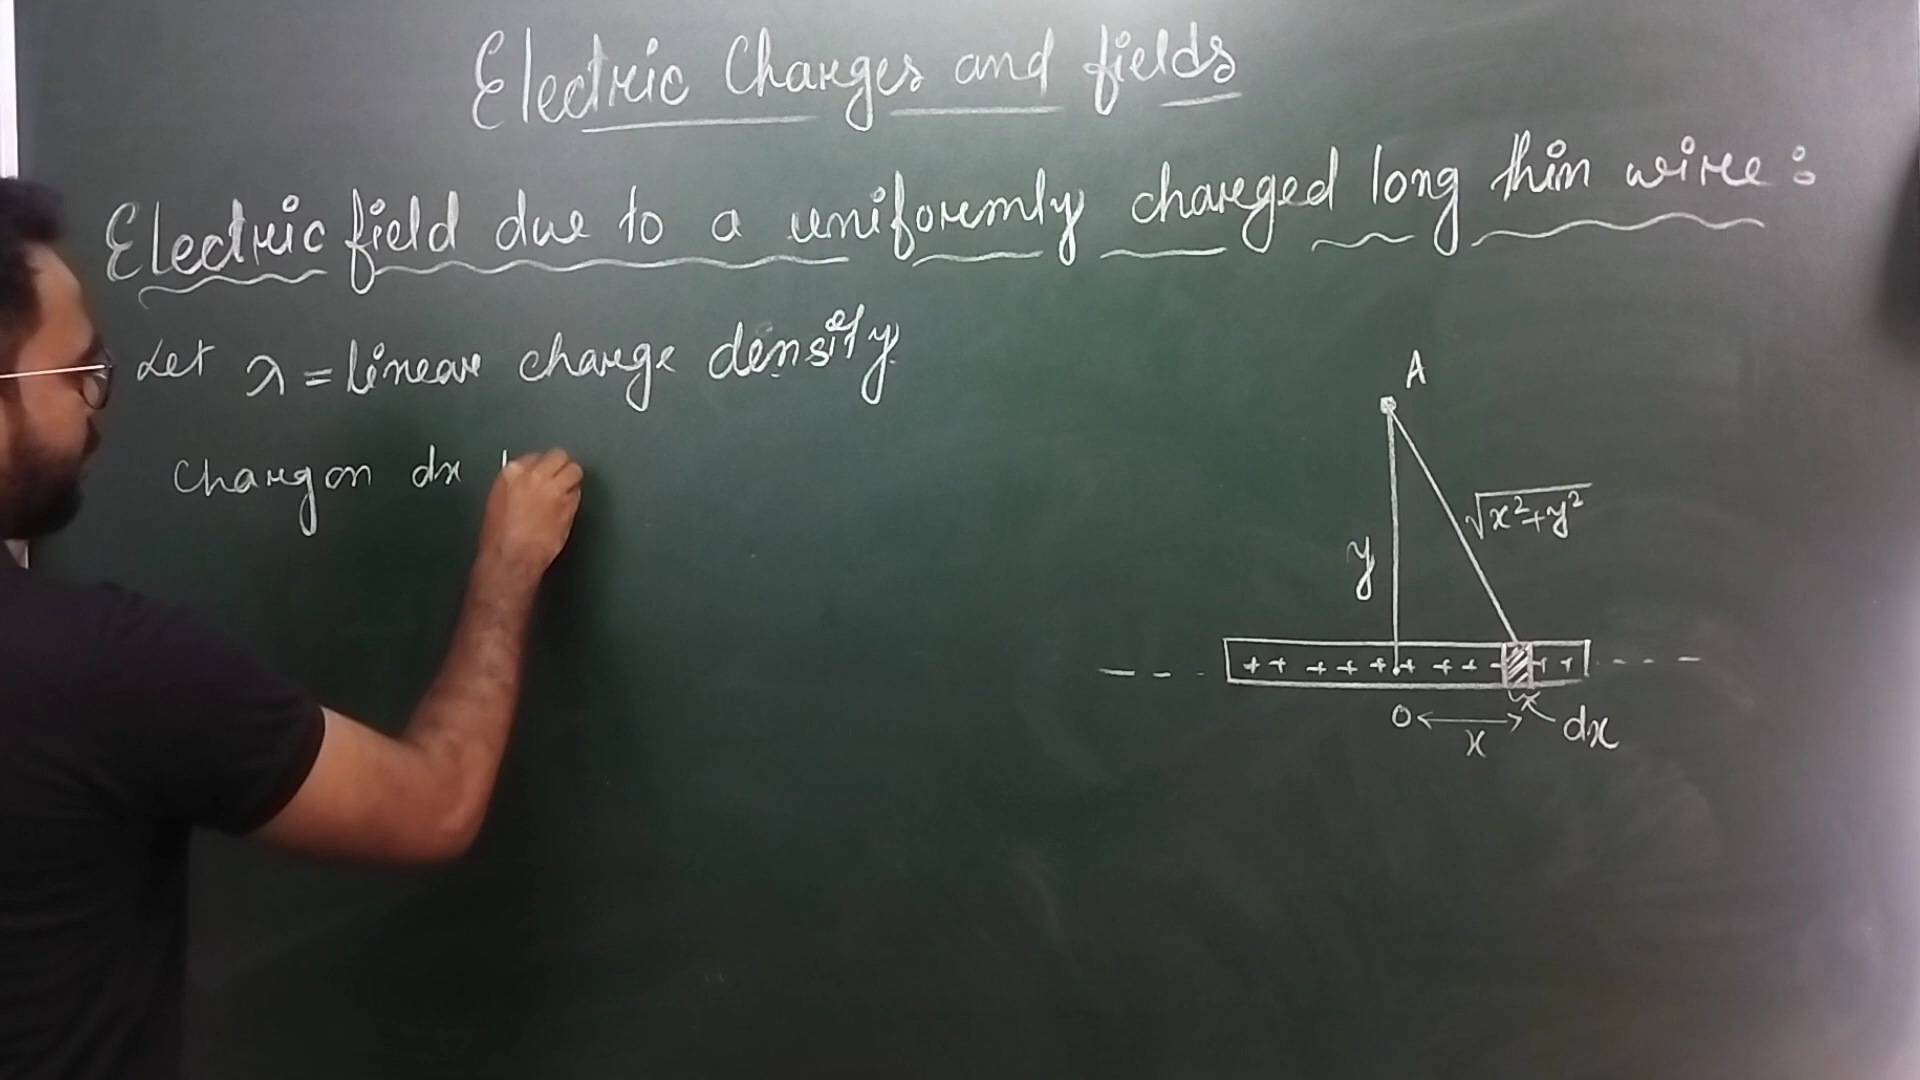 Electric Charges and fields
Electric field due to a uniformly charged long thin wire:
Let λ = linear charge density
Charg on dx
A
√x²+y²
y
+ + + + + + + + + +
O
x
dx